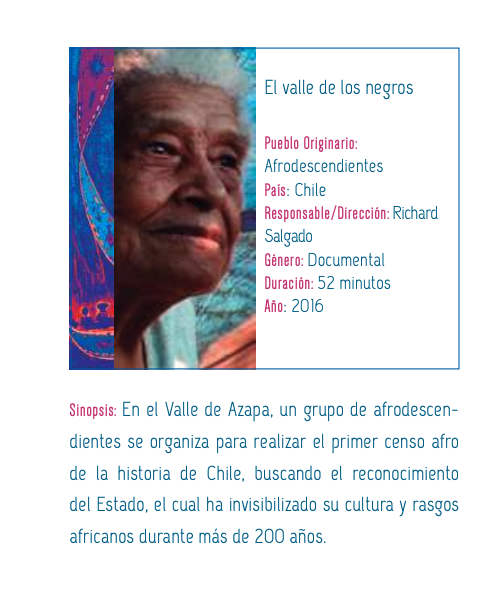 El valle de los negros
Pueblo Originario:
Afrodescendientes
País: Chile
Responsable/Dirección: Richard
Salgado
Género: Documental
Duración: 52 minutos
Año: 2016
Sinopsis: En el Valle de Azapa, un grupo de afrodescen-
dientes se organiza para realizar el primer censo afro
de la historia de Chile, buscando el reconocimiento
del Estado, el cual ha invisibilizado su cultura y rasgos
africanos durante más de 200 años.